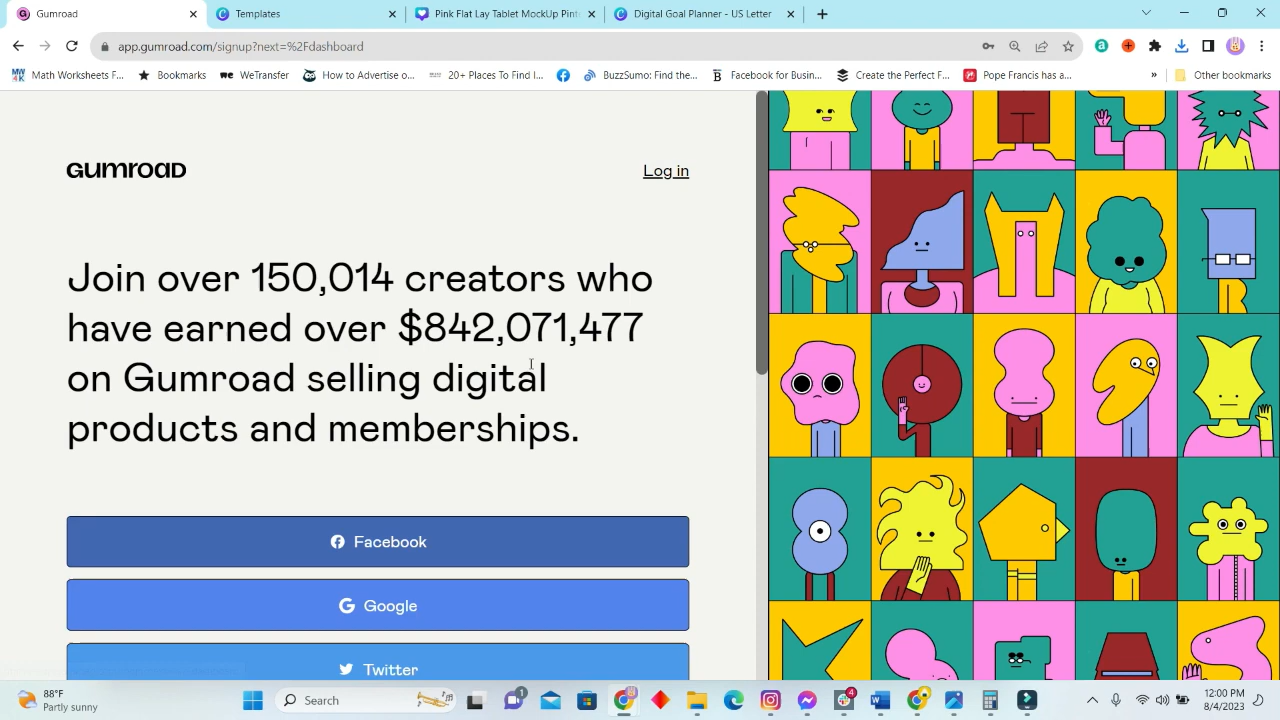 Gumroad
Templates
Pink Flat Lay Tablet MockUp Pint
Digital Goal Planner - US Letter
app.gumroad.com/signup?next=%2Fdashboard
Math Worksheets F...
Bookmarks
WeTransfer
How to Advertise o...
20+ Places To Find I...
BuzzSumo: Find the...
Facebook for Busin...
Create the Perfect F...
Pope Francis has a...
Other bookmarks
GUMROAD
Log in
Join over 150,014 creators who
have earned over $842,071,477
on Gumroad selling digital
products and memberships.
Facebook
Google
Twitter
88°F
Partly sunny
Search
1
4
12:00 PM
8/4/2023